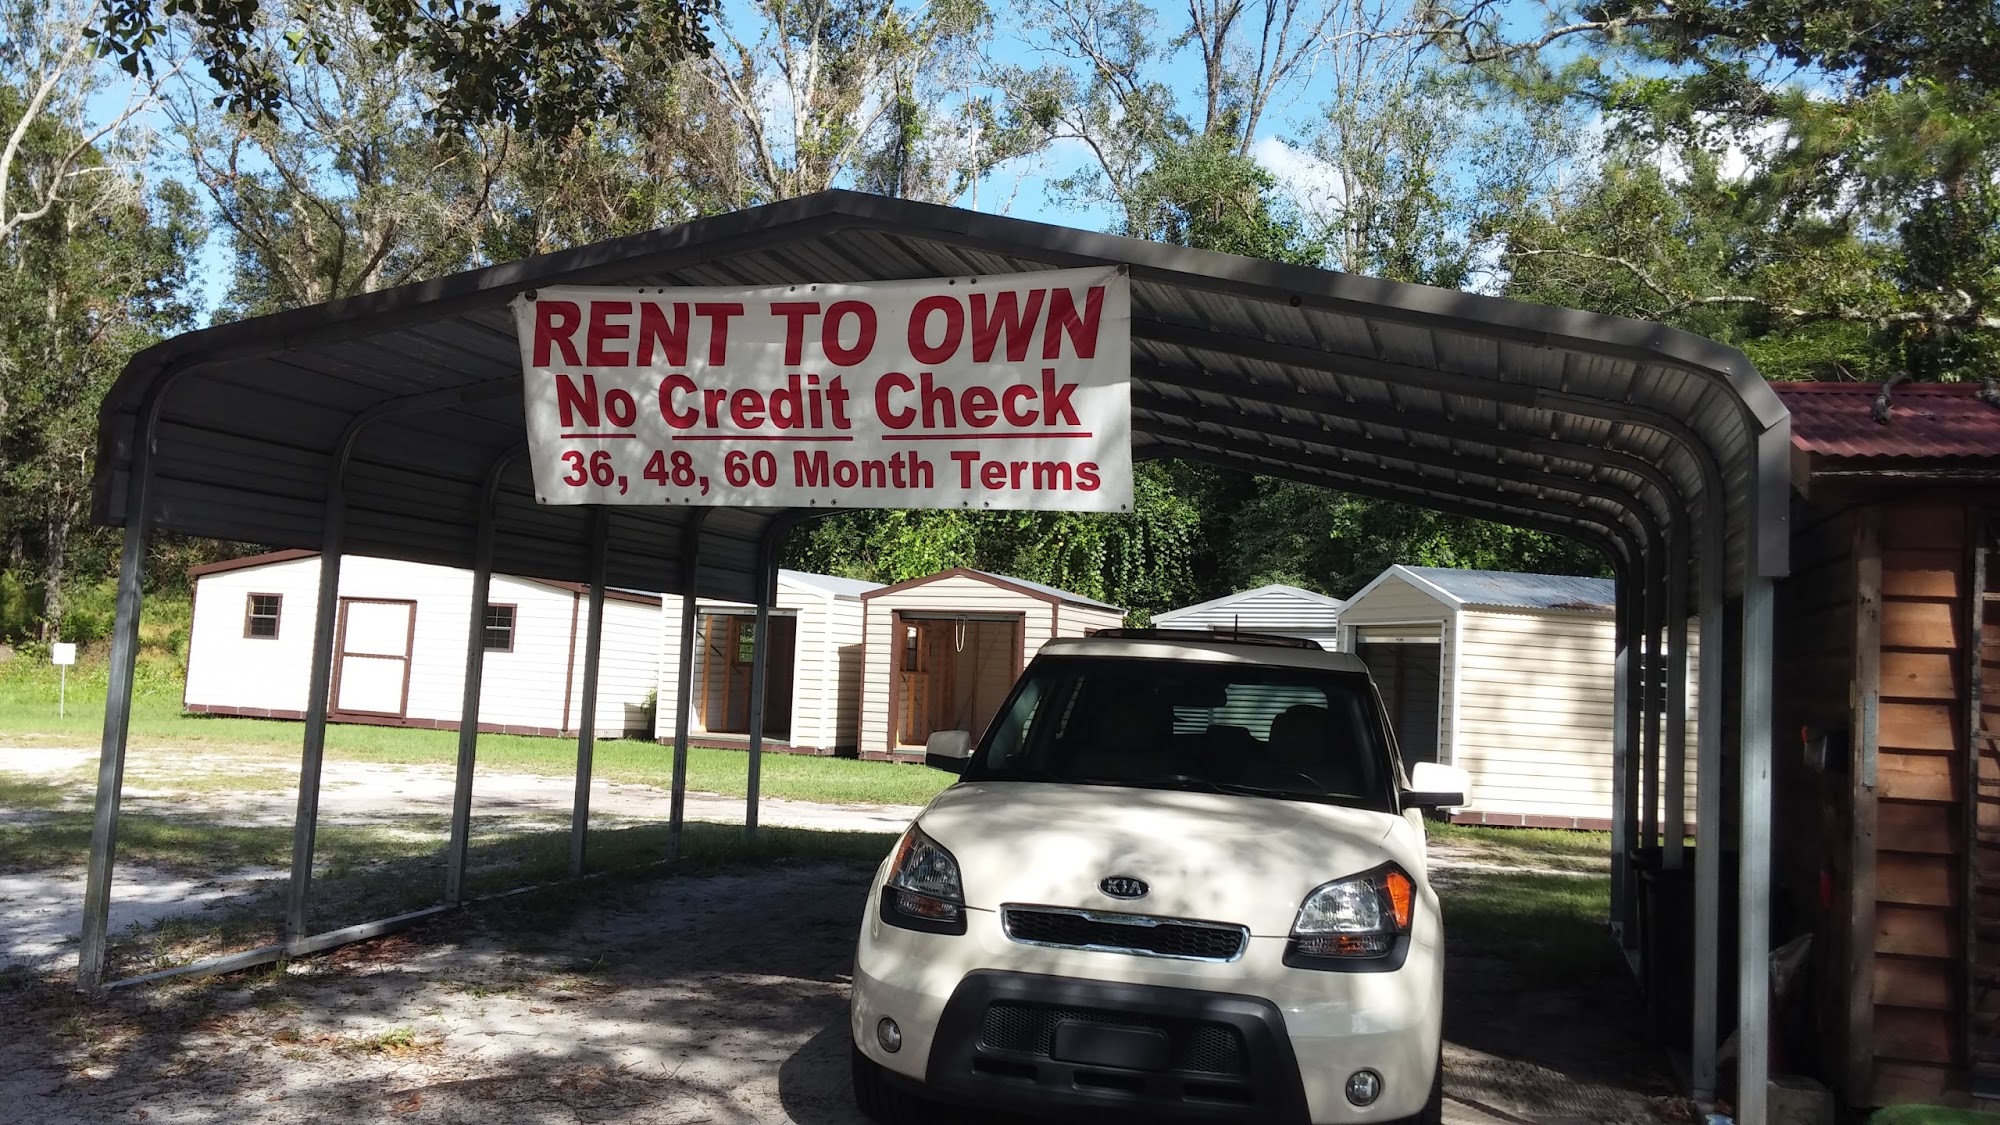 RENT TO OWN
No Credit Check
36, 48, 60 Month Terms
KIA